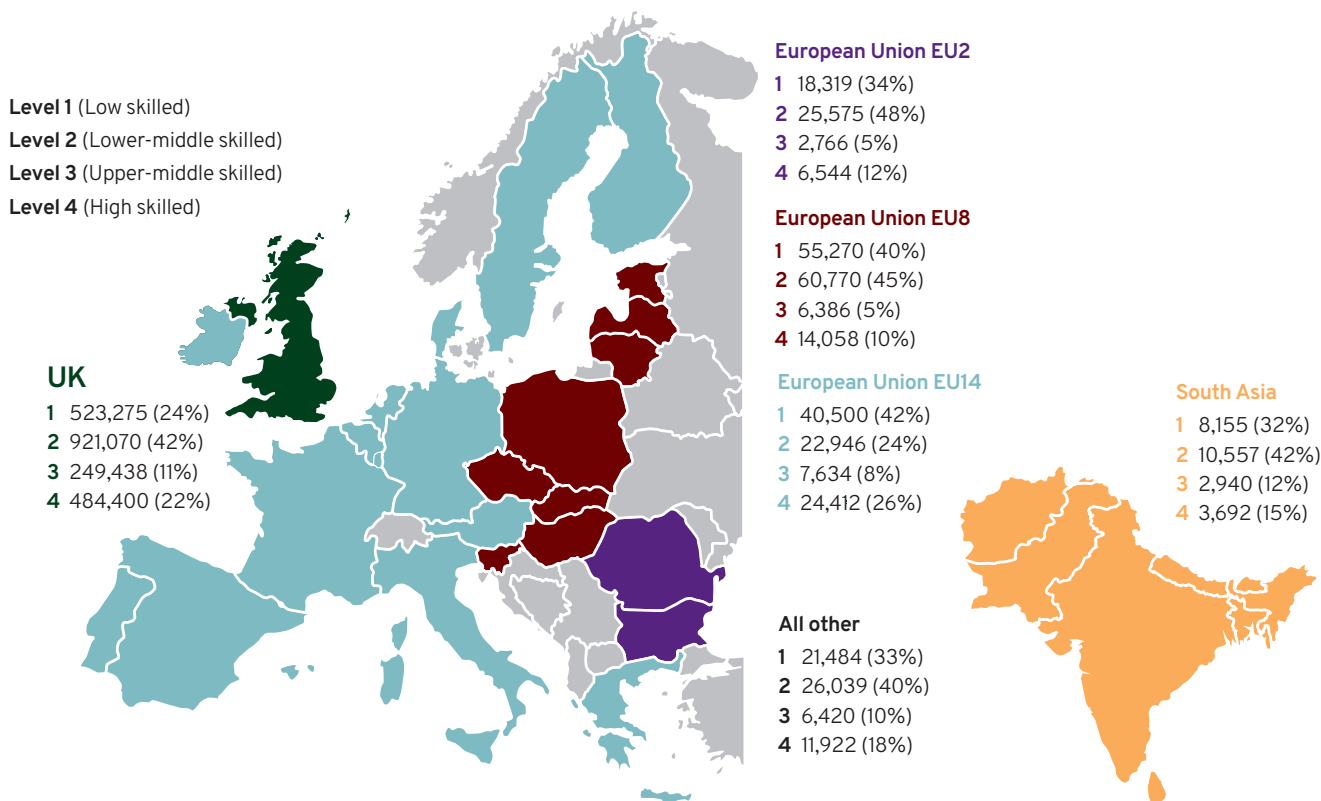 Level 1 (Low skilled)
Level 2 (Lower-middle skilled)
Level 3 (Upper-middle skilled)
Level 4 (High skilled)
UK
1 523,275 (24%)
2 921,070 (42%)
3 249,438 (11%)
4 484,400 (22%)
European Union EU2
1 18,319 (34%)
2 25,575 (48%)
3 2,766 (5%)
4 6,544 (12%)
European Union EU8
1 55,270 (40%)
2 60,770 (45%)
3 6,386 (5%)
4 14,058 (10%)
European Union EU14
1 40,500 (42%)
2 22,946 (24%)
3 7,634 (8%)
4 24,412 (26%)
South Asia
1 8,155 (32%)
2 10,557 (42%)
3 2,940 (12%)
4 3,692 (15%)
All other
1 21,484 (33%)
2 26,039 (40%)
3 6,420 (10%)
4 11,922 (18%)